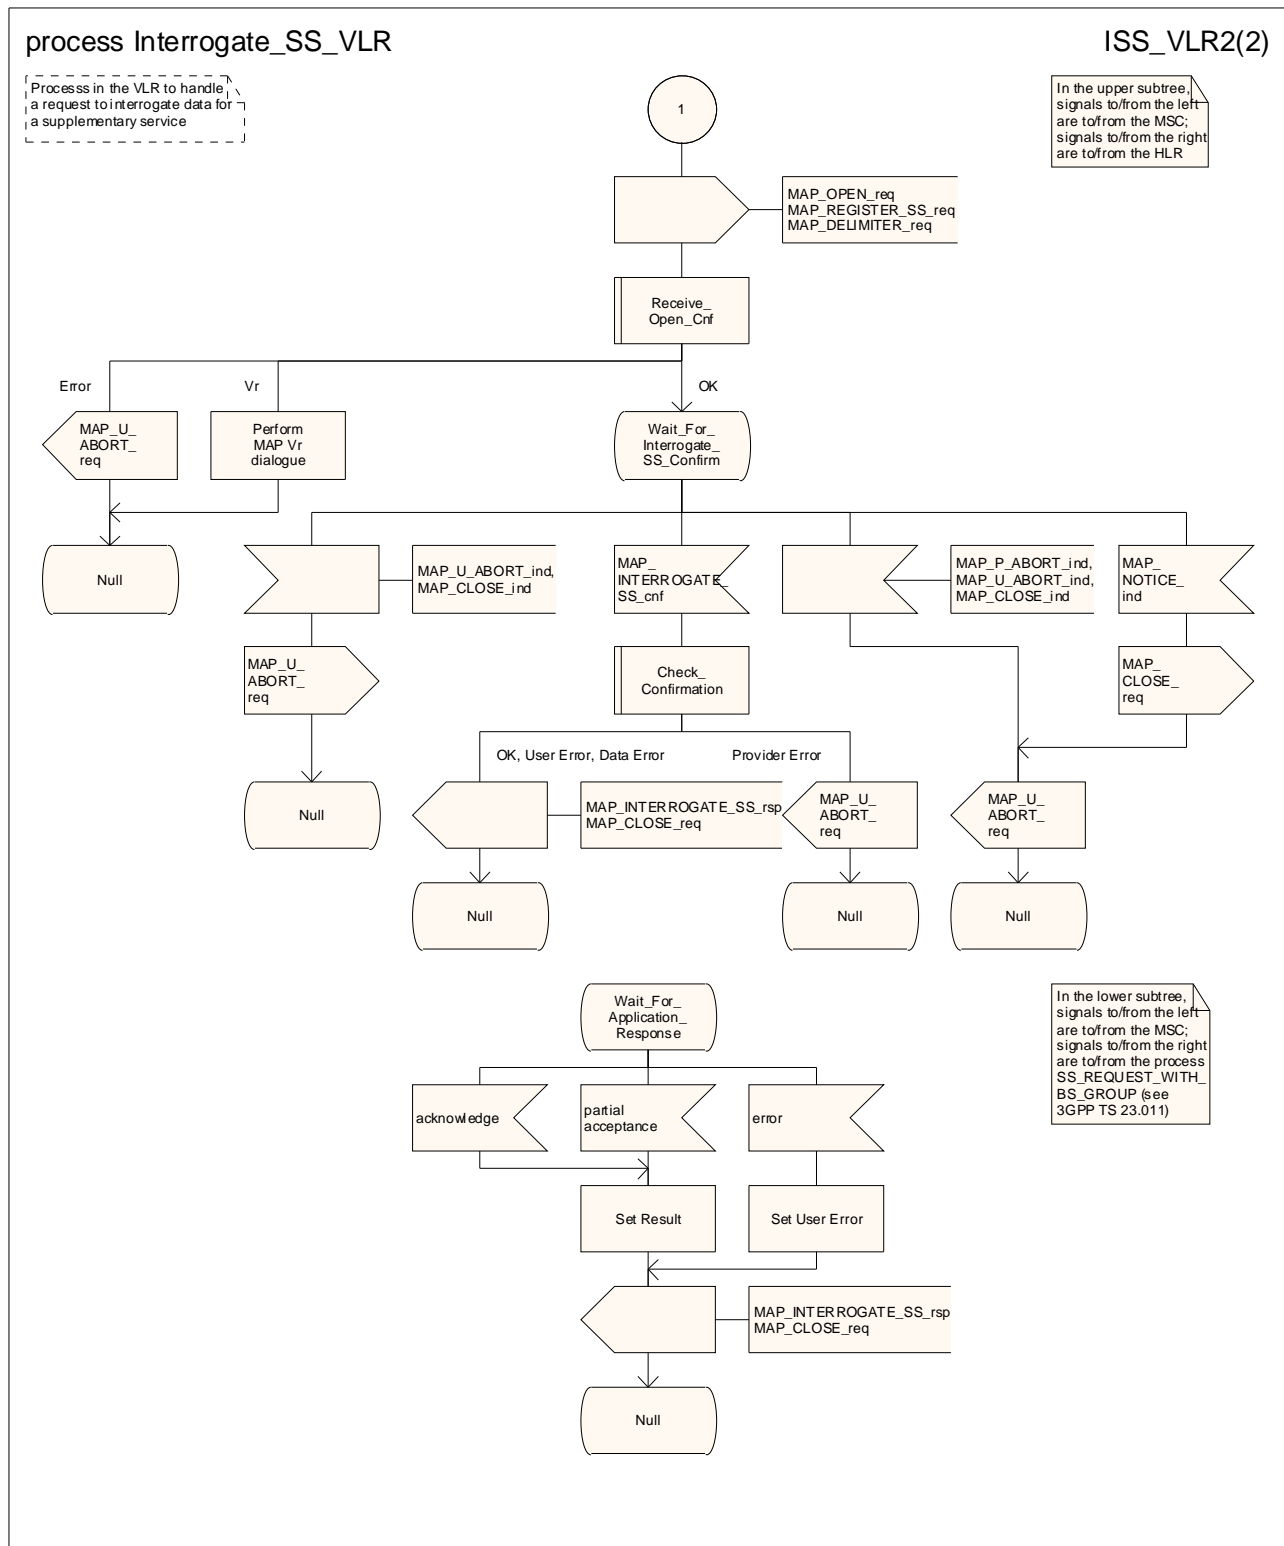 process Interrogate_SS_VLR
ISS_VLR2(2)
Processs in the VLR to handle
a request to interrogate data for
a supplementary service
1
In the upper subtree,
signals to/from the left
are to/from the MSC;
signals to/from the right
are to/from the HLR
MAP_OPEN_req
MAP_REGISTER_SS_req
MAP_DELIMITER_req
Receive_
Open_Cnf
Error
Vr
OK
MAP_U_
ABORT_
req
Perform
MAP Vr
dialogue
Wait_For_
Interrogate_
SS_Confirm
Null
MAP_U_ABORT_ind,
MAP_CLOSE_ind
MAP_
INTERROGATE_
SS_cnf
MAP_P_ABORT_ind,
MAP_U_ABORT_ind,
MAP_CLOSE_ind
MAP_
NOTICE_
ind
MAP_U_
ABORT_
req
Check_
Confirmation
MAP_
CLOSE_
req
OK, User Error, Data Error
Provider Error
Null
MAP_INTERROGATE_SS_rsp
MAP_CLOSE_req
MAP_U_
ABORT_
req
MAP_U_
ABORT_
req
Null
Null
Null
Wait_For_
Application_
Response
In the lower subtree,
signals to/from the left
are to/from the MSC;
signals to/from the right
are to/from the process
SS_REQUEST_WITH_
BS_GROUP (see
3GPP TS 23.011)
acknowledge
partial
acceptance
error
Set Result
Set User Error
MAP_INTERROGATE_SS_rsp
MAP_CLOSE_req
Null